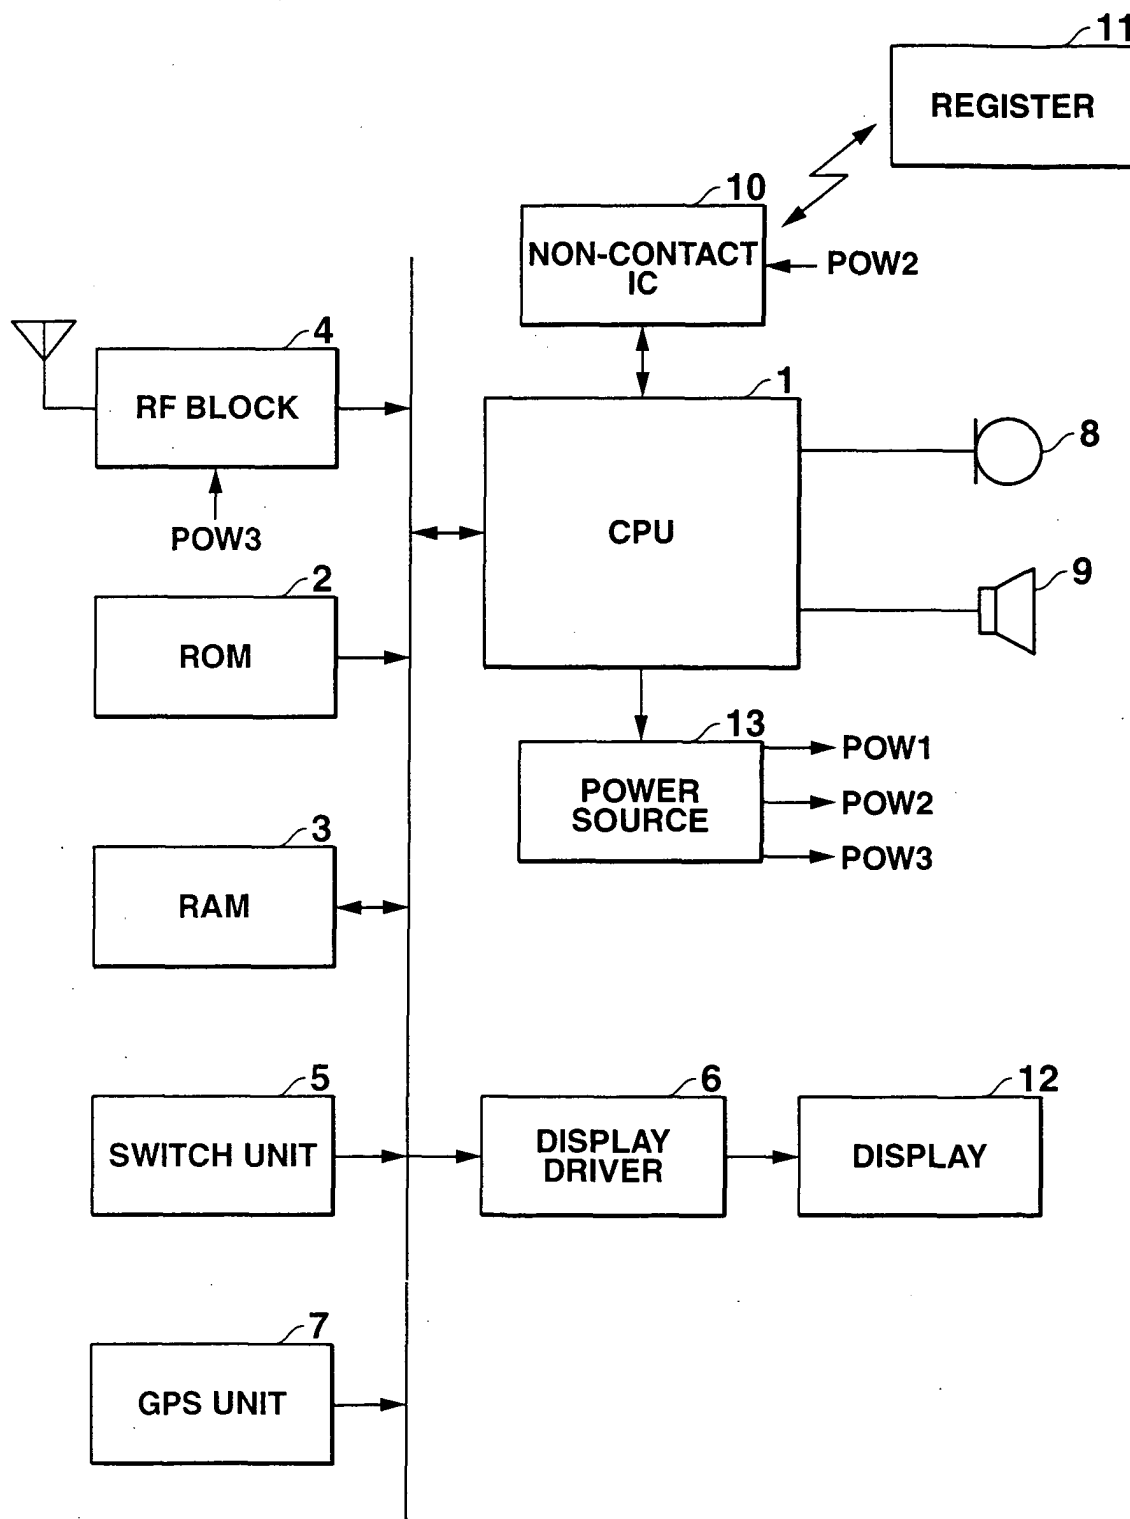 11
REGISTER
10
NON-CONTACT
IC
POW2
4
RF BLOCK
POW3
1
CPU
8
9
2
ROM
13
POWER
SOURCE
POW1
POW2
POW3
3
RAM
5
SWITCH UNIT
6
DISPLAY
DRIVER
12
DISPLAY
7
GPS UNIT